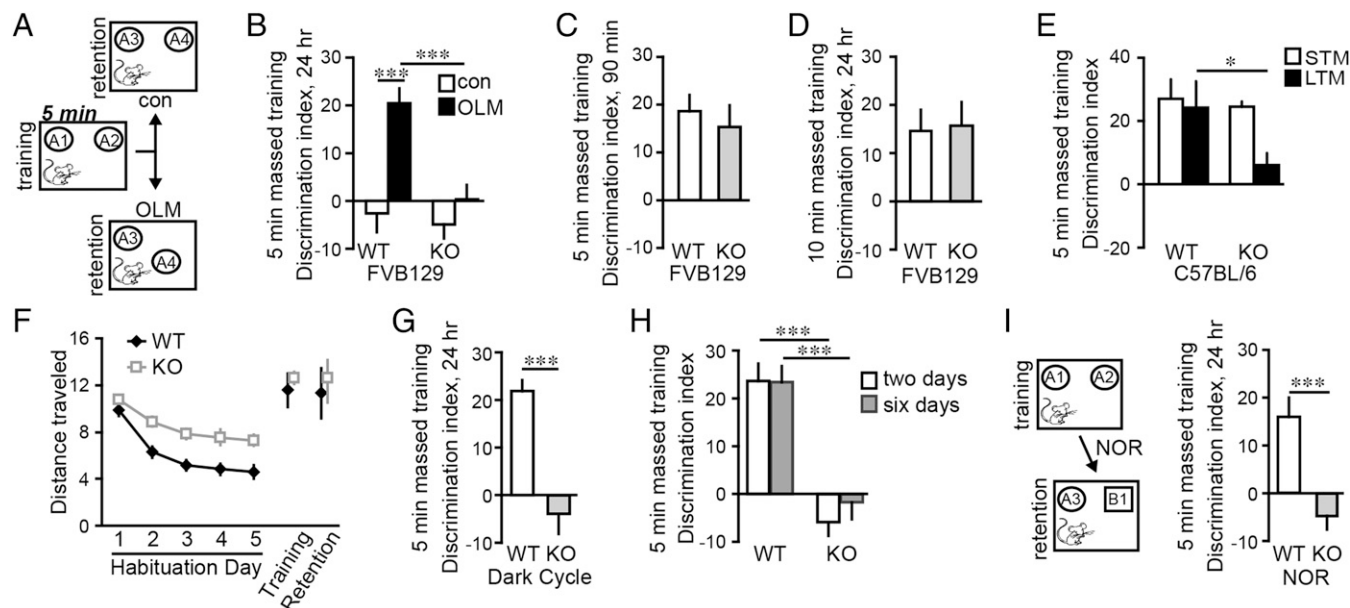 A
retention
A3 A4
con
5 min
training
A1 A2
OLM
retention
A3
A4
B
5 min massed training
Discrimination index, 24 hr
30
20
10
0
-10
***
***
con
OLM
WT KO
FVB129
C
5 min massed training
Discrimination index, 90 min
30
20
10
0
-10
WT KO
FVB129
D
10 min massed training
Discrimination index, 24 hr
30
20
10
0
-10
WT KO
FVB129
E
5 min massed training
Discrimination index
40
20
0
-20
*
STM
LTM
WT KO
C57BL/6
F
Distance traveled
16
12
8
4
0
WT
KO
1 2 3 4 5
Habituation Day
Training
Retention
G
5 min massed training
Discrimination index, 24 hr
30
20
10
0
-10
***
WT KO
Dark Cycle
H
5 min massed training
Discrimination index
30
20
10
0
-10
***
***
two days
six days
WT KO
I
training
A1 A2
NOR
retention
A3 B1
5 min massed training
Discrimination index, 24 hr
30
20
10
0
-10
***
WT KO
NOR